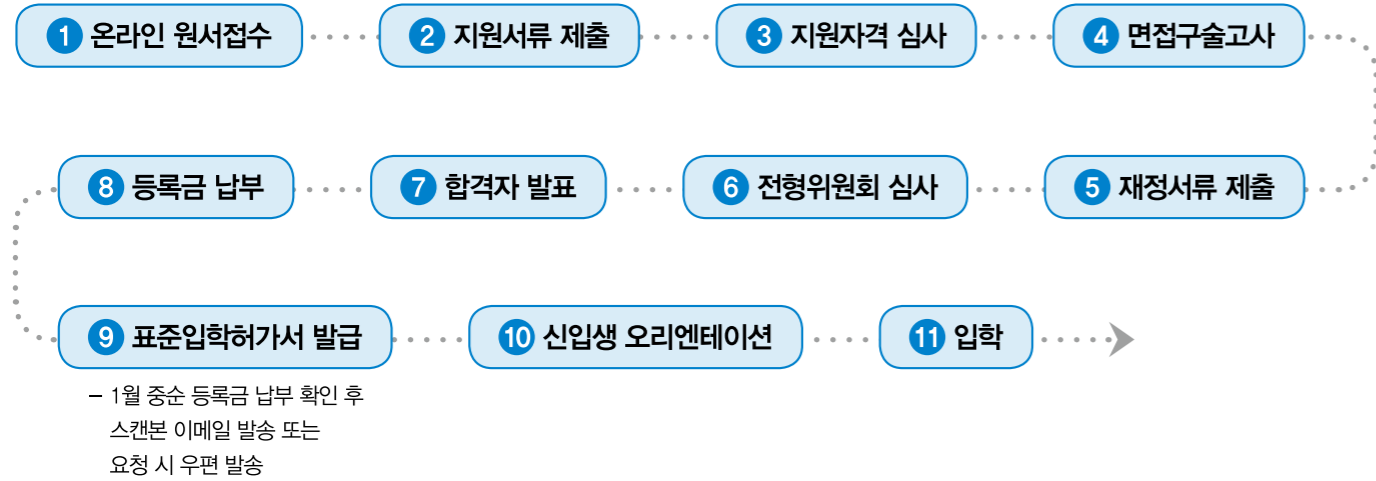 1 온라인 원서접수
2 지원서류 제출
3 지원자격 심사
4 면접구술고사
5 재정서류 제출
6 전형위원회 심사
7 합격자 발표
8 등록금 납부
9 표준입학허가서 발급
– 1월 중순 등록금 납부 확인 후
스캔본 이메일 발송 또는
요청 시 우편 발송
10 신입생 오리엔테이션
11 입학